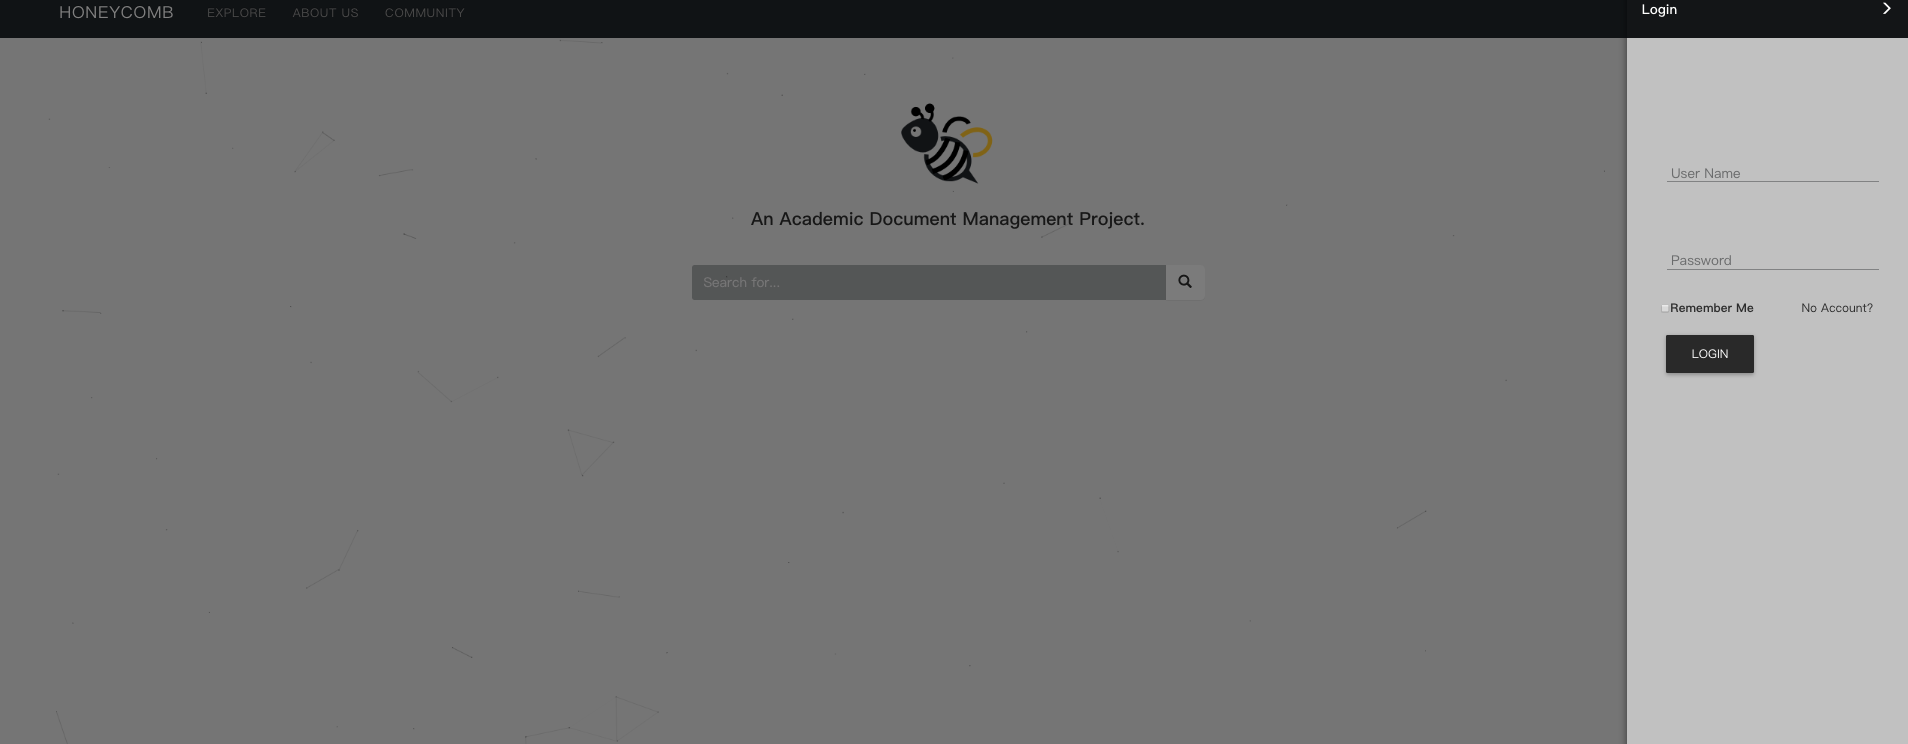 HONEYCOMB EXPLORE ABOUT US COMMUNITY
Login
An Academic Document Management Project.
Search for...
User Name
Password
Remember Me No Account?
LOGIN